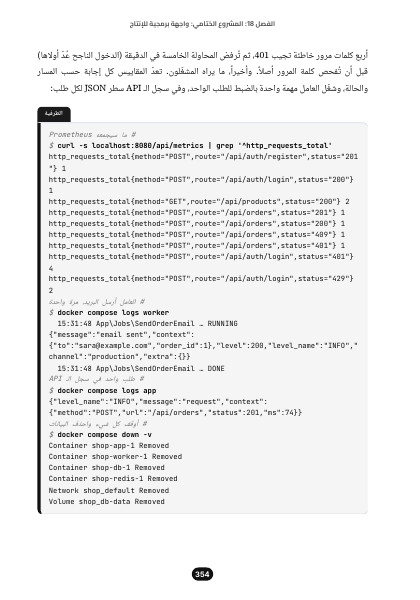 الفصل 18: المشروع الختامي: واجهة برمجية للإنتاج
أربع كلمات مرور خاطئة تجيب 401، ثم تُرفض المحاولة الخامسة في الدقيقة (الدخول الناجح عُدّ أولاها)
قبل أن تُفحص كلمة المرور أصلًا. وأخيرًا، ما يراه المشغّلون. تعدّ المقاييس كل إجابة حسب المسار
والحالة، وشغّل العامل مهمة واحدة بالضبط للطلب الواحد، وفي سجل الـ API سطر JSON لكل طلب:
الطرفية
# ما سيجمعه Prometheus
$ curl -s localhost:8080/api/metrics | grep '^http_requests_total'
http_requests_total{method="POST",route="/api/auth/register",status="201
"} 1
http_requests_total{method="POST",route="/api/auth/login",status="200"}
1
http_requests_total{method="GET",route="/api/products",status="200"} 2
http_requests_total{method="POST",route="/api/orders",status="201"} 1
http_requests_total{method="POST",route="/api/orders",status="200"} 1
http_requests_total{method="POST",route="/api/orders",status="409"} 1
http_requests_total{method="POST",route="/api/orders",status="401"} 1
http_requests_total{method="POST",route="/api/auth/login",status="401"}
4
http_requests_total{method="POST",route="/api/auth/login",status="429"}
2
# العامل أرسل البريد، مرة واحدة
$ docker compose logs worker
15:31:48 App\Jobs\SendOrderEmail … RUNNING
{"message":"email sent","context":
{"to":"sara@example.com","order_id":1},"level":200,"level_name":"INFO","
channel":"production","extra":{}}
15:31:48 App\Jobs\SendOrderEmail … DONE
# طلب واحد في سجل الـ API
$ docker compose logs app
{"level_name":"INFO","message":"request","context":
{"method":"POST","url":"/api/orders","status":201,"ms":74}}
# أوقف كل شيء واحذف البيانات
$ docker compose down -v
Container shop-app-1 Removed
Container shop-worker-1 Removed
Container shop-db-1 Removed
Container shop-redis-1 Removed
Network shop_default Removed
Volume shop_db-data Removed
354